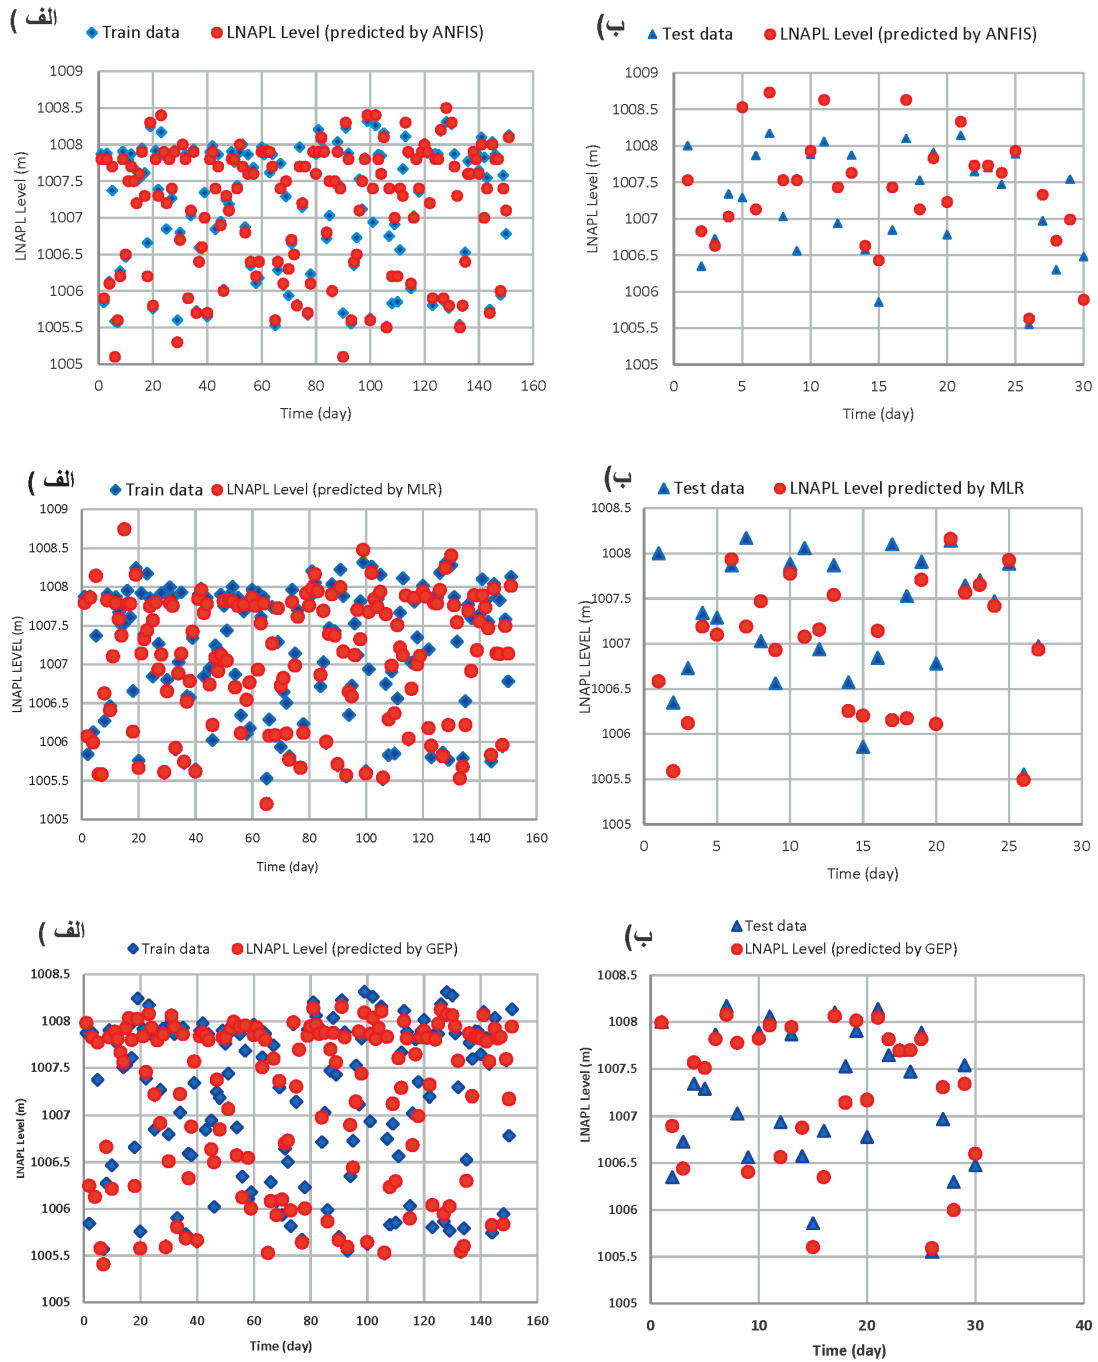 الف )
Train data
LNAPL Level (predicted by ANFIS)
1009
1008.5
1008
1007.5
1007
1006.5
1006
1005.5
1005
LNAPL Level (m)
0 20 40 60 80 100 120 140 160
Time (day)
ب)
Test data
LNAPL Level (predicted by ANFIS)
1009
1008.5
1008
1007.5
1007
1006.5
1006
1005.5
1005
LNAPL Level (m)
0 5 10 15 20 25 30
Time (day)
الف )
Train data
LNAPL Level (predicted by MLR)
1009
1008.5
1008
1007.5
1007
1006.5
1006
1005.5
1005
LNAPL LEVEL (m)
0 20 40 60 80 100 120 140 160
Time (day)
ب)
Test data
LNAPL Level predicted by MLR
1008.5
1008
1007.5
1007
1006.5
1006
1005.5
1005
LNAPL Level (m)
0 5 10 15 20 25 30
Time (day)
الف )
Train data
LNAPL Level (predicted by GEP)
1008.5
1008
1007.5
1007
1006.5
1006
1005.5
1005
LNAPL Level (m)
0 20 40 60 80 100 120 140 160
Time (day)
ب)
Test data
LNAPL Level (predicted by GEP)
1008.5
1008
1007.5
1007
1006.5
1006
1005.5
1005
LNAPL Level (m)
0 10 20 30 40
Time (day)